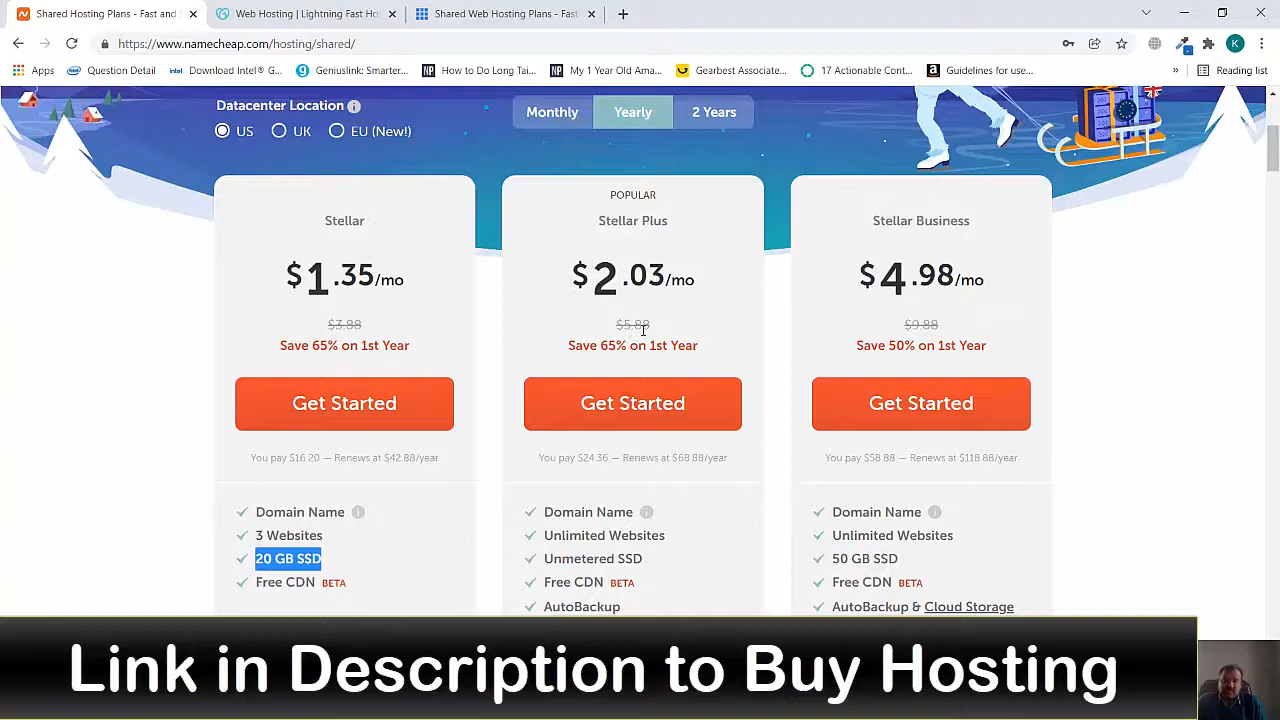 Shared Hosting Plans - Fast and S
Web Hosting | Lightning Fast Ho
Shared Web Hosting Plans - Fast
https://www.namecheap.com/hosting/shared/
K
Apps
Question Detail
Download Intel® G...
Geniuslink: Smarter...
How to Do Long Tai...
My 1 Year Old Ama...
Gearbest Associate...
17 Actionable Cont...
Guidelines for use...
»
Reading list
Datacenter Location
US
UK
EU (New!)
Monthly
Yearly
2 Years
Stellar
$1.35/mo
$3.88
Save 65% on 1st Year
Get Started
You pay $16.20 — Renews at $42.88/year
Domain Name
3 Websites
20 GB SSD
Free CDN BETA
POPULAR
Stellar Plus
$2.03/mo
$5.88
Save 65% on 1st Year
Get Started
You pay $24.36 — Renews at $68.88/year
Domain Name
Unlimited Websites
Unmetered SSD
Free CDN BETA
AutoBackup
Stellar Business
$4.98/mo
$9.88
Save 50% on 1st Year
Get Started
You pay $58.88 — Renews at $118.88/year
Domain Name
Unlimited Websites
50 GB SSD
Free CDN BETA
AutoBackup & Cloud Storage
Link in Description to Buy Hosting